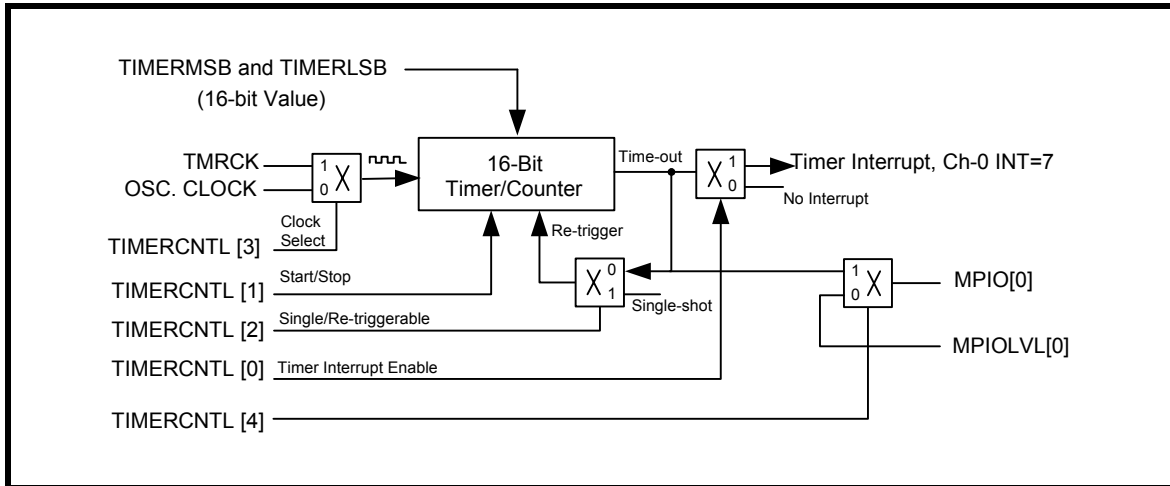 TIMERMSB and TIMERLSB
(16-bit Value)
TMRCK
OSC. CLOCK
1
0
X
16-Bit
Timer/Counter
Time-out
X
1
0
Timer Interrupt, Ch-0 INT=7
No Interrupt
Clock
Select
TIMERCNTL [3]
Re-trigger
Start/Stop
TIMERCNTL [1]
X
0
1
Single-shot
1
0
X
MPIO[0]
TIMERCNTL [2]
Single/Re-triggerable
MPIOLVL[0]
TIMERCNTL [0]
Timer Interrupt Enable
TIMERCNTL [4]